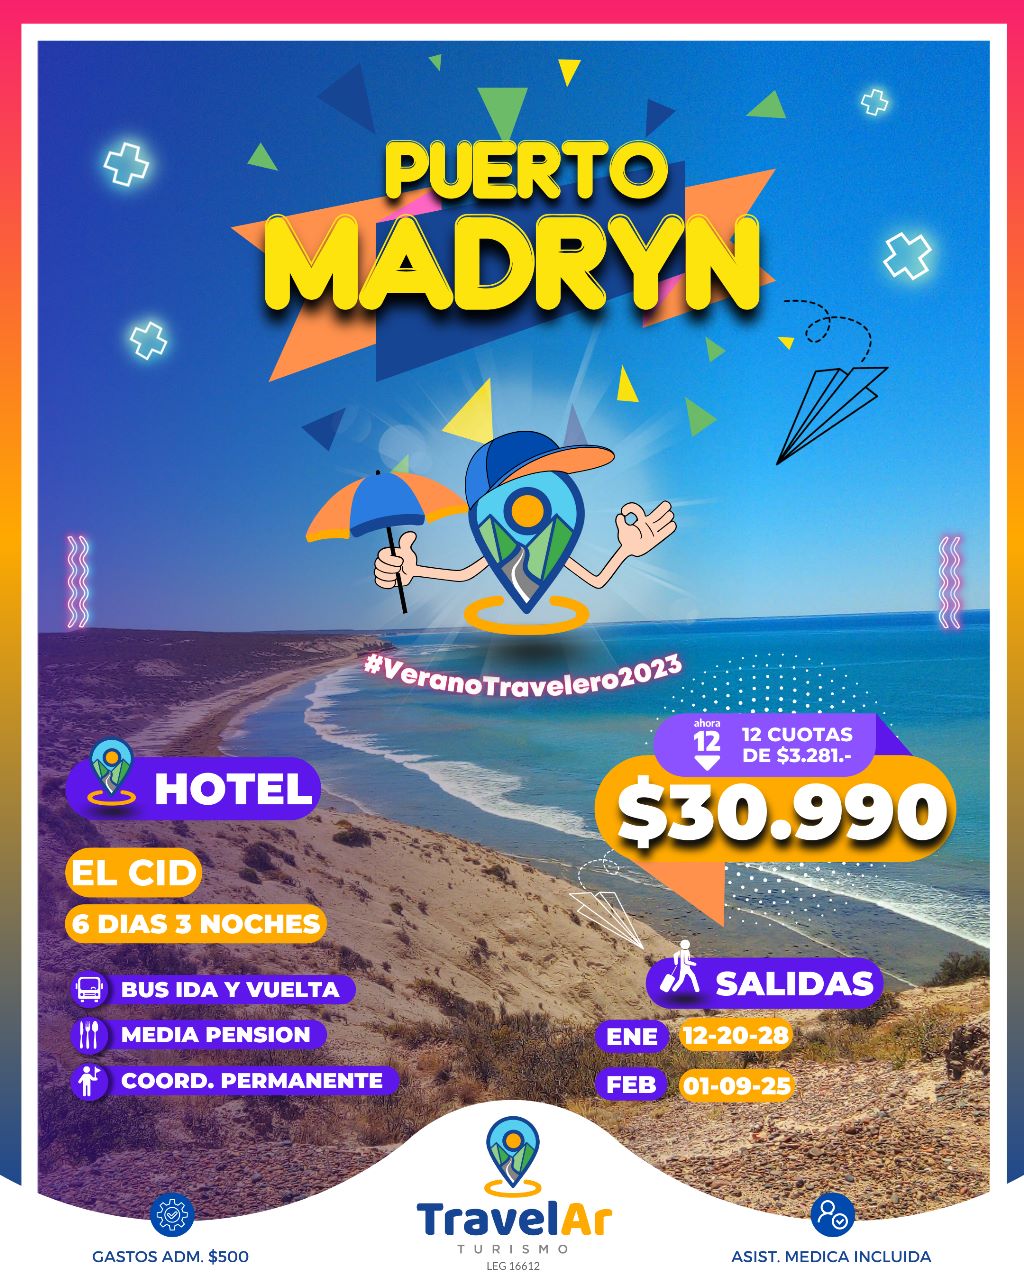 PUERTO
MADRYN
#VeranoTravelero2023
ahora
12
12 CUOTAS
DE $3.281.-
$30.990
HOTEL
EL CID
6 DIAS 3 NOCHES
BUS IDA Y VUELTA
MEDIA PENSION
COORD. PERMANENTE
SALIDAS
ENE 12-20-28
FEB 01-09-25
TravelAr
TURISMO
LEG 16612
GASTOS ADM. $500
ASIST. MEDICA INCLUIDA